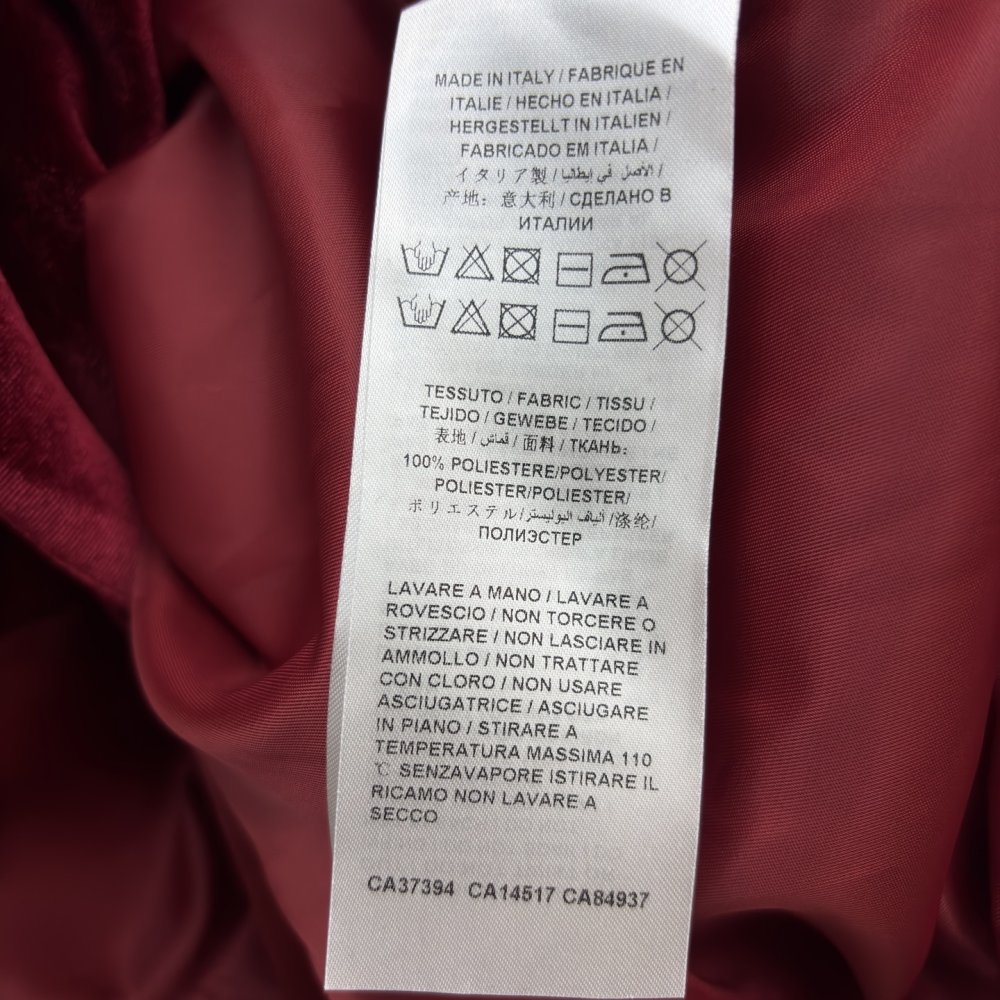 MADE IN ITALY / FABRIQUE EN
ITALIE / HECHO EN ITALIA /
HERGESTELLT IN ITALIEN /
FABRICADO EM ITALIA /
イタリア製 / الأصل في إيطاليا /
产地：意大利 / СДЕЛАНО В
ИТАЛИИ
TESSUTO / FABRIC / TISSU /
TEJIDO / GEWEBE / TECIDO /
表地 / قماش / 面料 / ТКАНЬ:
100% POLIESTERE/POLYESTER/
POLIESTER/POLIESTER/
ポリエステル/ألياف البوليستر/涤纶/
ПОЛИЭСТЕР
LAVARE A MANO / LAVARE A
ROVESCIO / NON TORCERE O
STRIZZARE / NON LASCIARE IN
AMMOLLO / NON TRATTARE
CON CLORO / NON USARE
ASCIUGATRICE / ASCIUGARE
IN PIANO / STIRARE A
TEMPERATURA MASSIMA 110
℃ SENZAVAPORE ISTIRARE IL
RICAMO NON LAVARE A
SECCO
CA37394 CA14517 CA84937